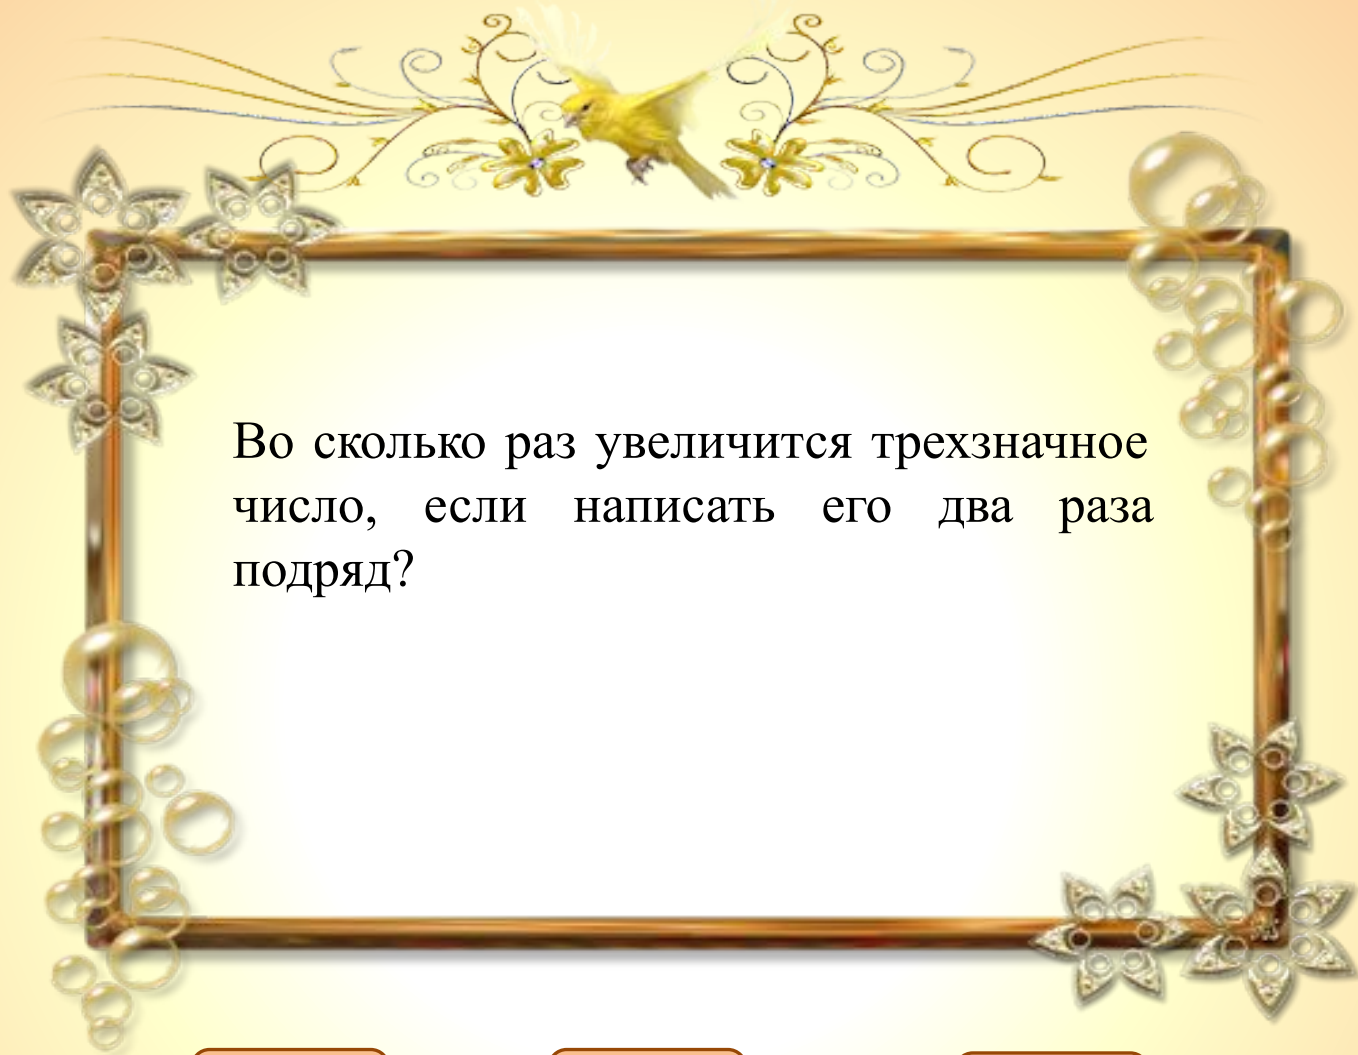 Во сколько раз увеличится трехзначное
число, если написать его два раза
подряд?